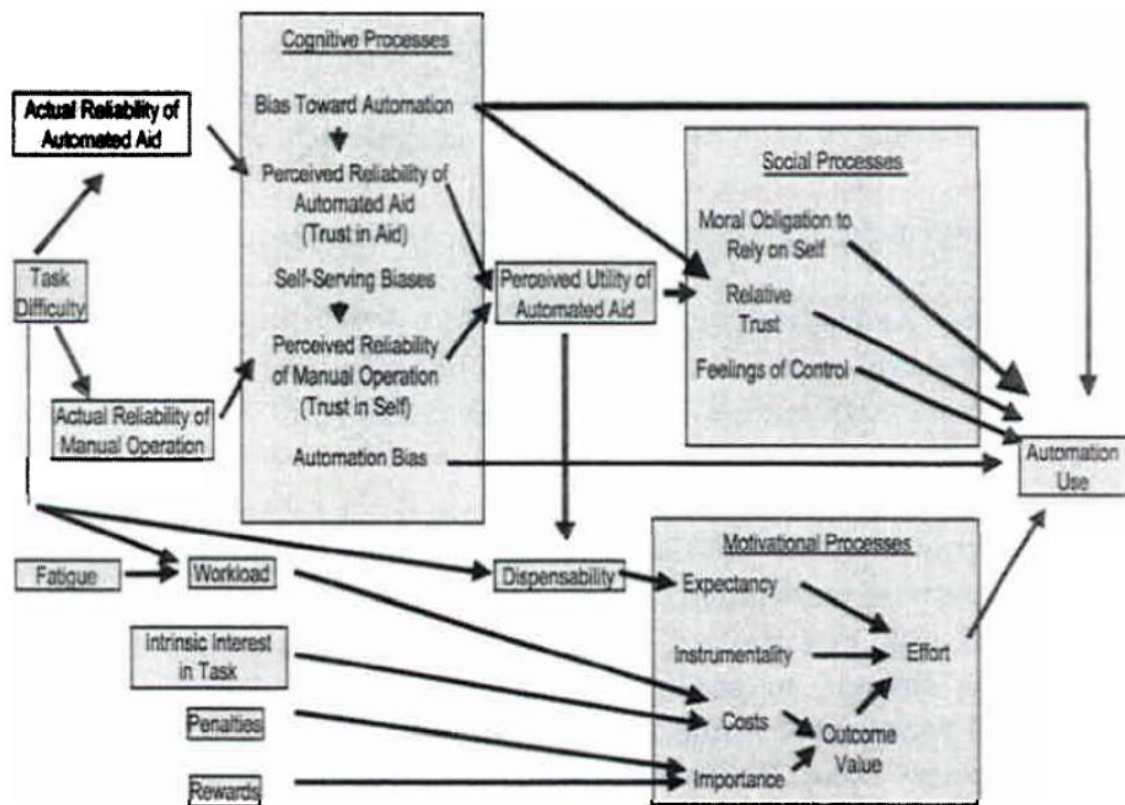 Cognitive Processes
Bias Toward Automation
Actual Reliability of
Automated Aid
Perceived Reliability of
Automated Aid
(Trust in Aid)
Social Processes
Moral Obligation to
Rely on Self
Task
Difficulty
Self-Serving Biases
Perceived Utility of
Automated Aid
Relative
Trust
Perceived Reliability
of Manual Operation
(Trust in Self)
Feelings of Control
Actual Reliability of
Manual Operation
Automation Bias
Automation
Use
Motivational Processes
Fatigue
Workload
Dispensability
Expectancy
Intrinsic Interest
in Task
Instrumentality
Effort
Penalties
Costs
Outcome
Value
Rewards
Importance